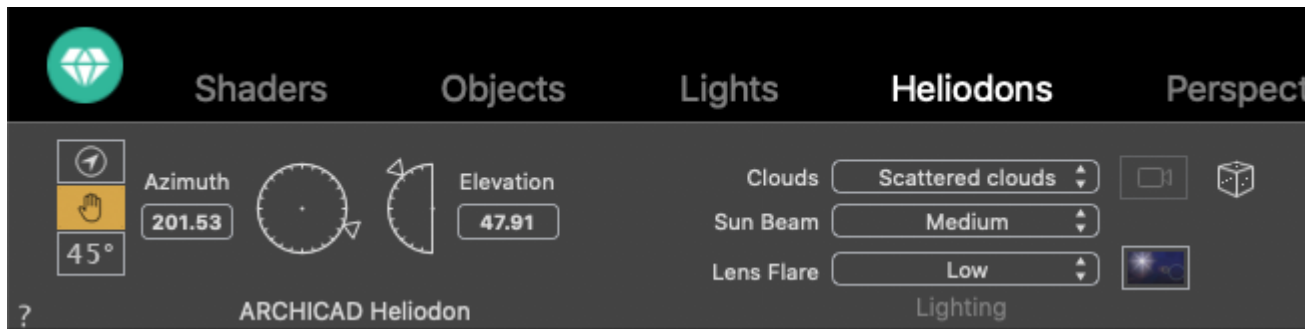 Shaders Objects Lights Heliodons Perspect
Azimuth
201.53
45°
Elevation
47.91
Clouds Scattered clouds
Sun Beam Medium
Lens Flare Low
? ARCHICAD Heliodon
Lighting